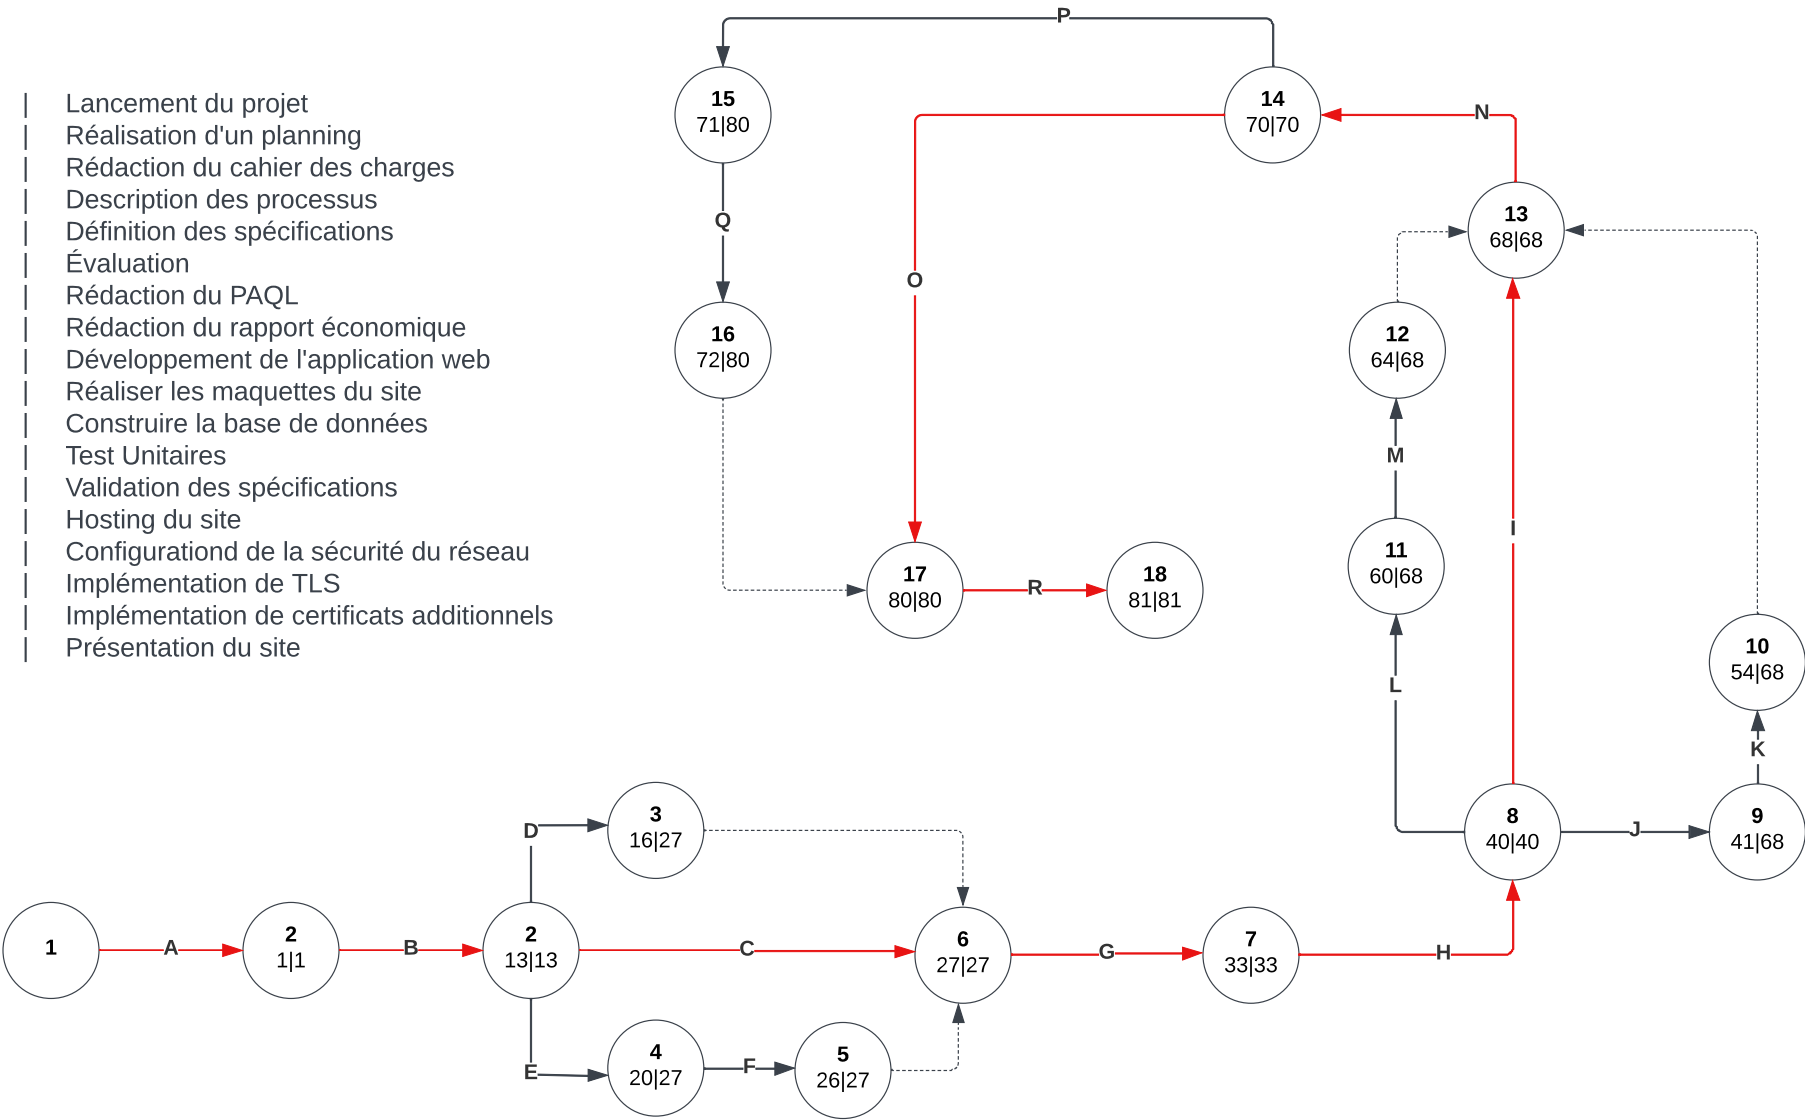 P
15
71|80
14
70|70
N
| Lancement du projet
| Réalisation d'un planning
| Rédaction du cahier des charges
| Description des processus
| Définition des spécifications
| Évaluation
| Rédaction du PAQL
| Rédaction du rapport économique
| Développement de l'application web
| Réaliser les maquettes du site
| Construire la base de données
| Test Unitaires
| Validation des spécifications
| Hosting du site
| Configurationd de la sécurité du réseau
| Implémentation de TLS
| Implémentation de certificats additionnels
| Présentation du site
Q
13
68|68
O
16
72|80
12
64|68
M
I
11
60|68
17
80|80
R
18
81|81
10
54|68
L
K
D
3
16|27
8
40|40
J
9
41|68
1
A
2
1|1
B
2
13|13
C
6
27|27
G
7
33|33
H
E
4
20|27
F
5
26|27